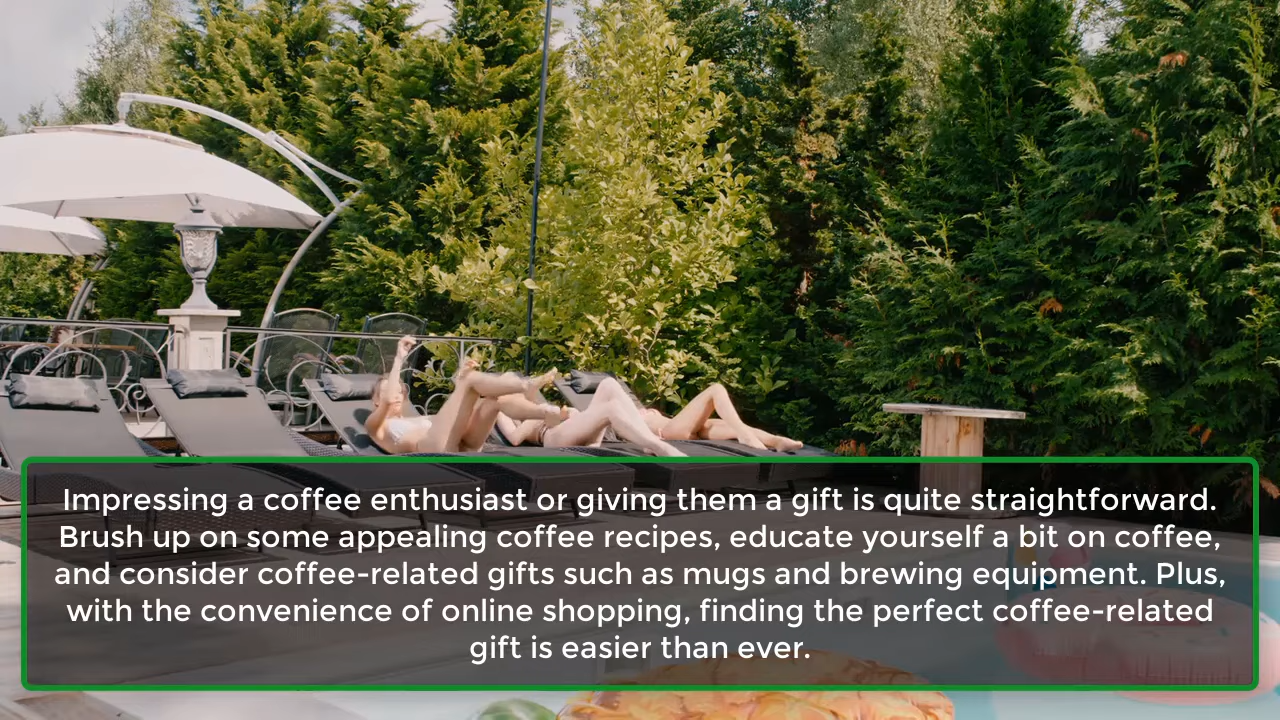 Impressing a coffee enthusiast or giving them a gift is quite straightforward.
Brush up on some appealing coffee recipes, educate yourself a bit on coffee,
and consider coffee-related gifts such as mugs and brewing equipment. Plus,
with the convenience of online shopping, finding the perfect coffee-related
gift is easier than ever.